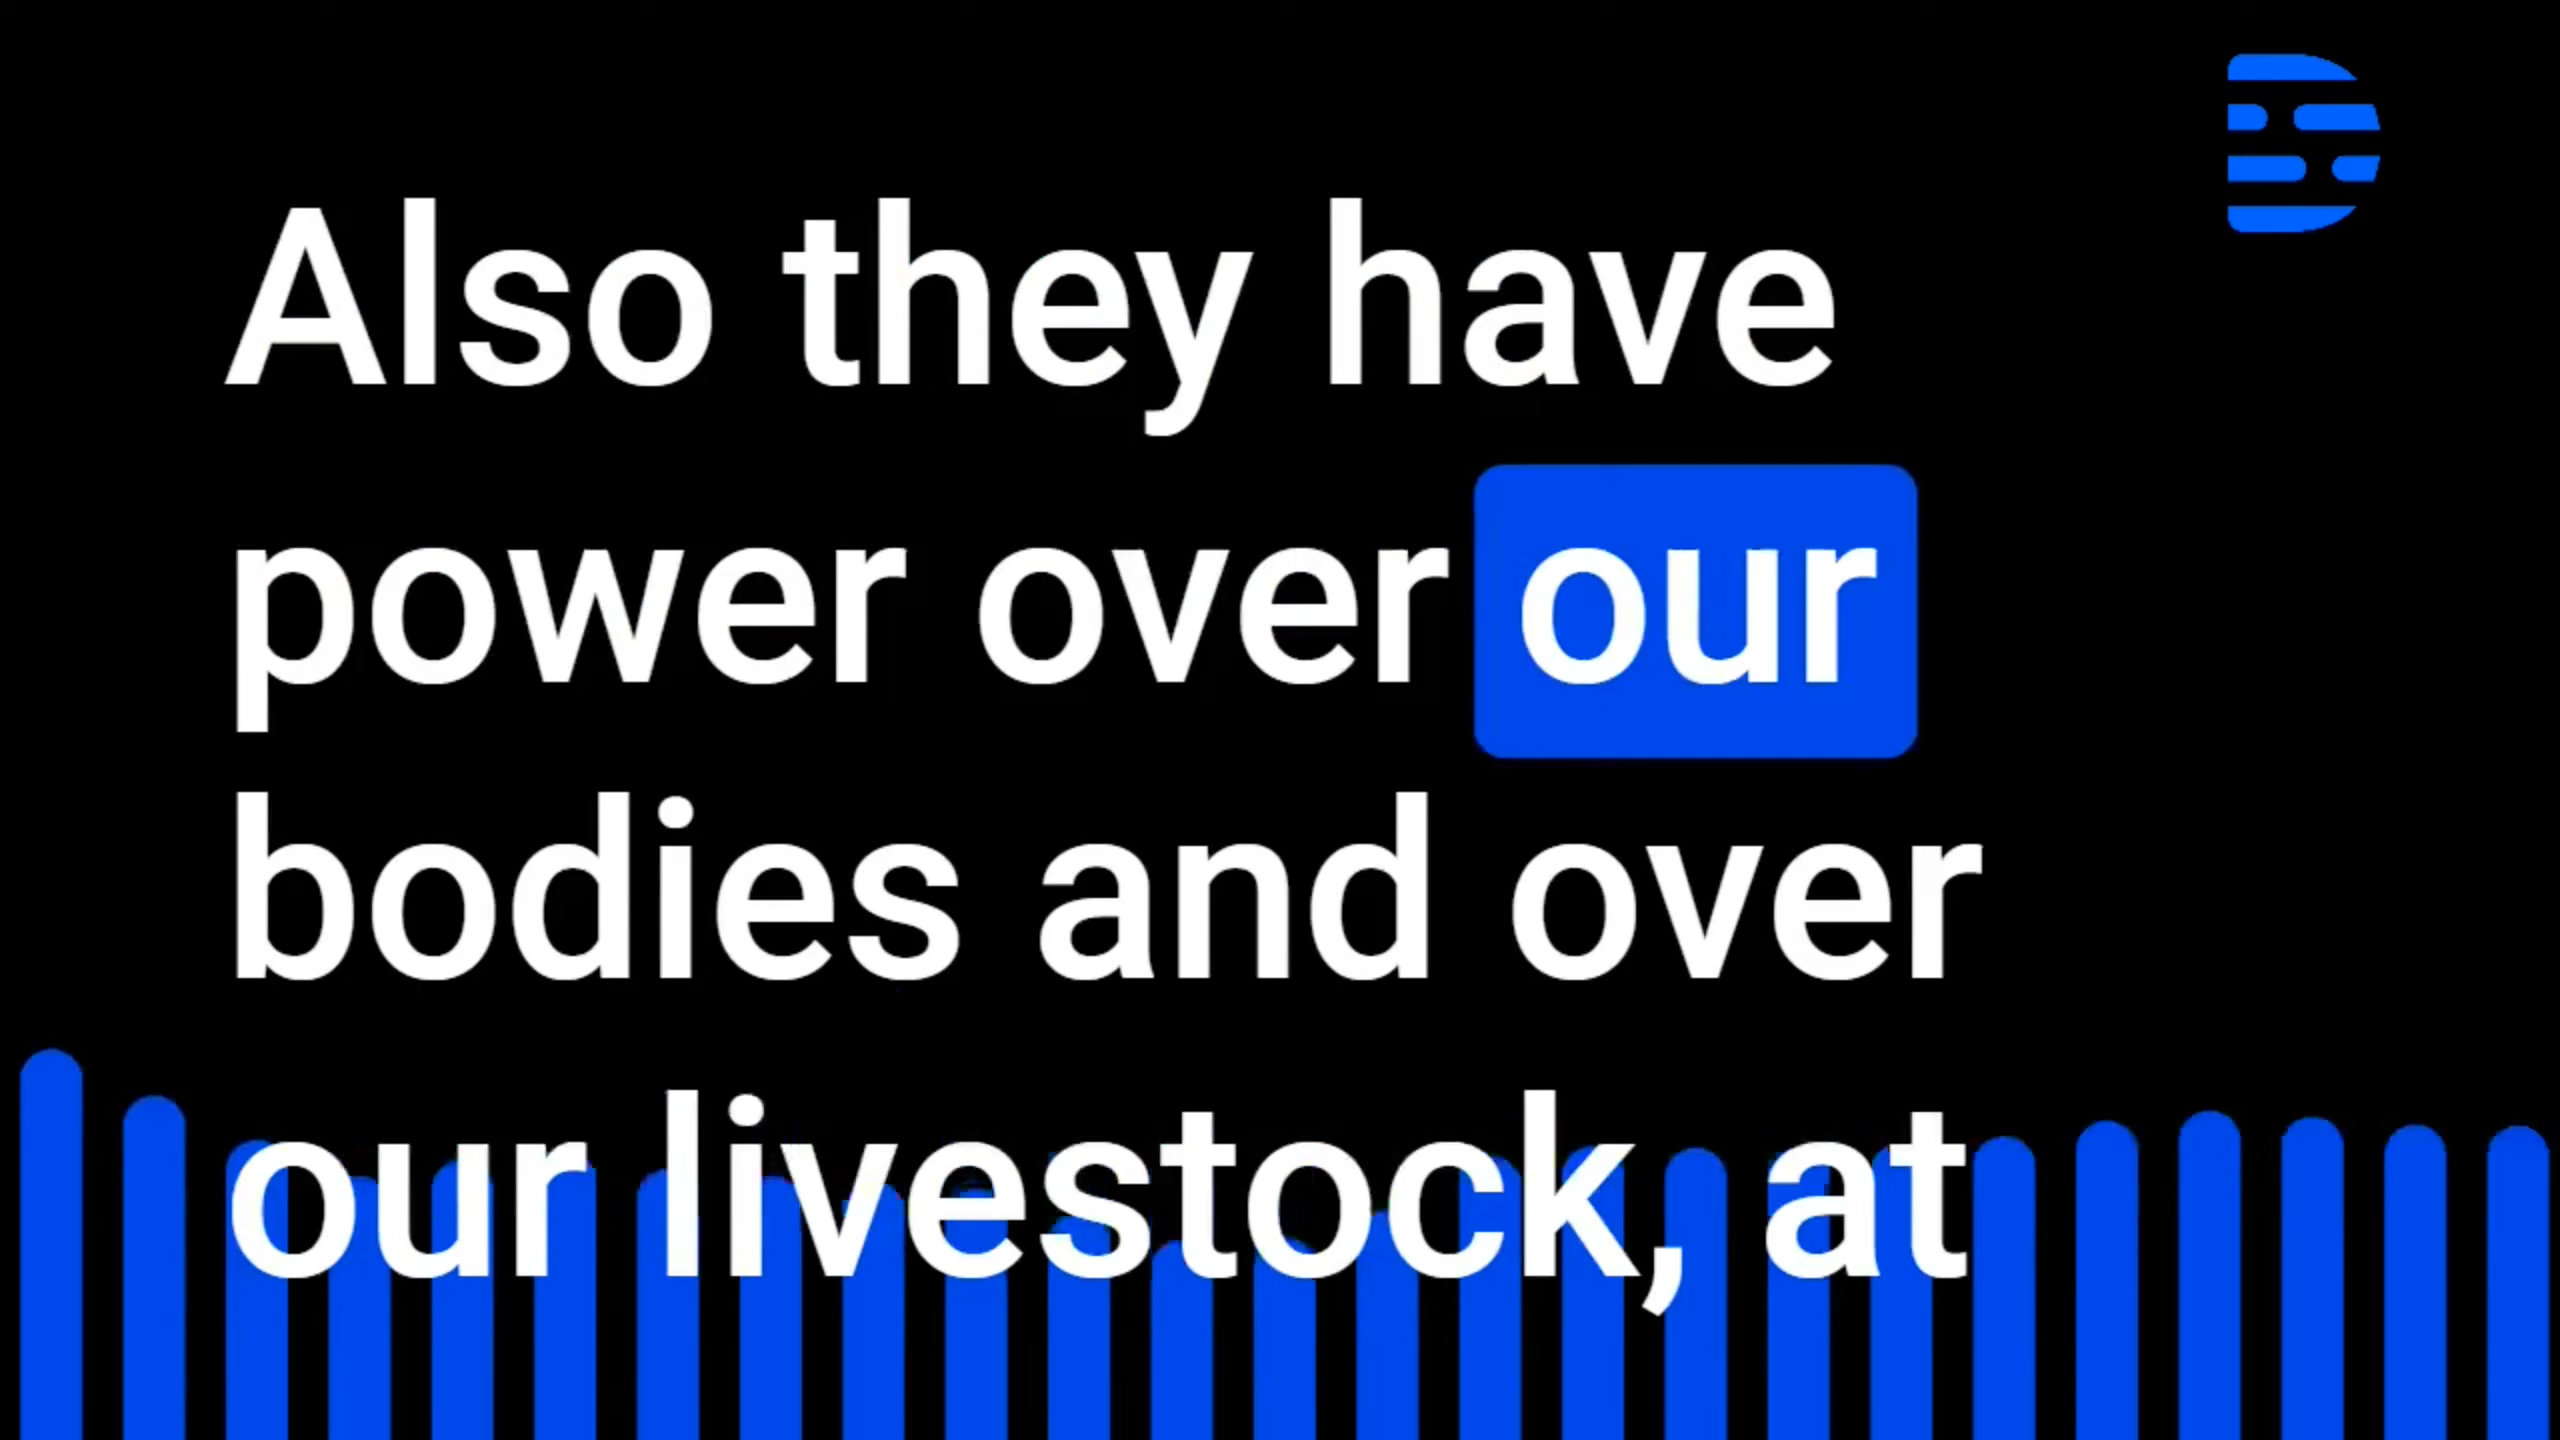 Also they have
power over our
bodies and over
our livestock, at